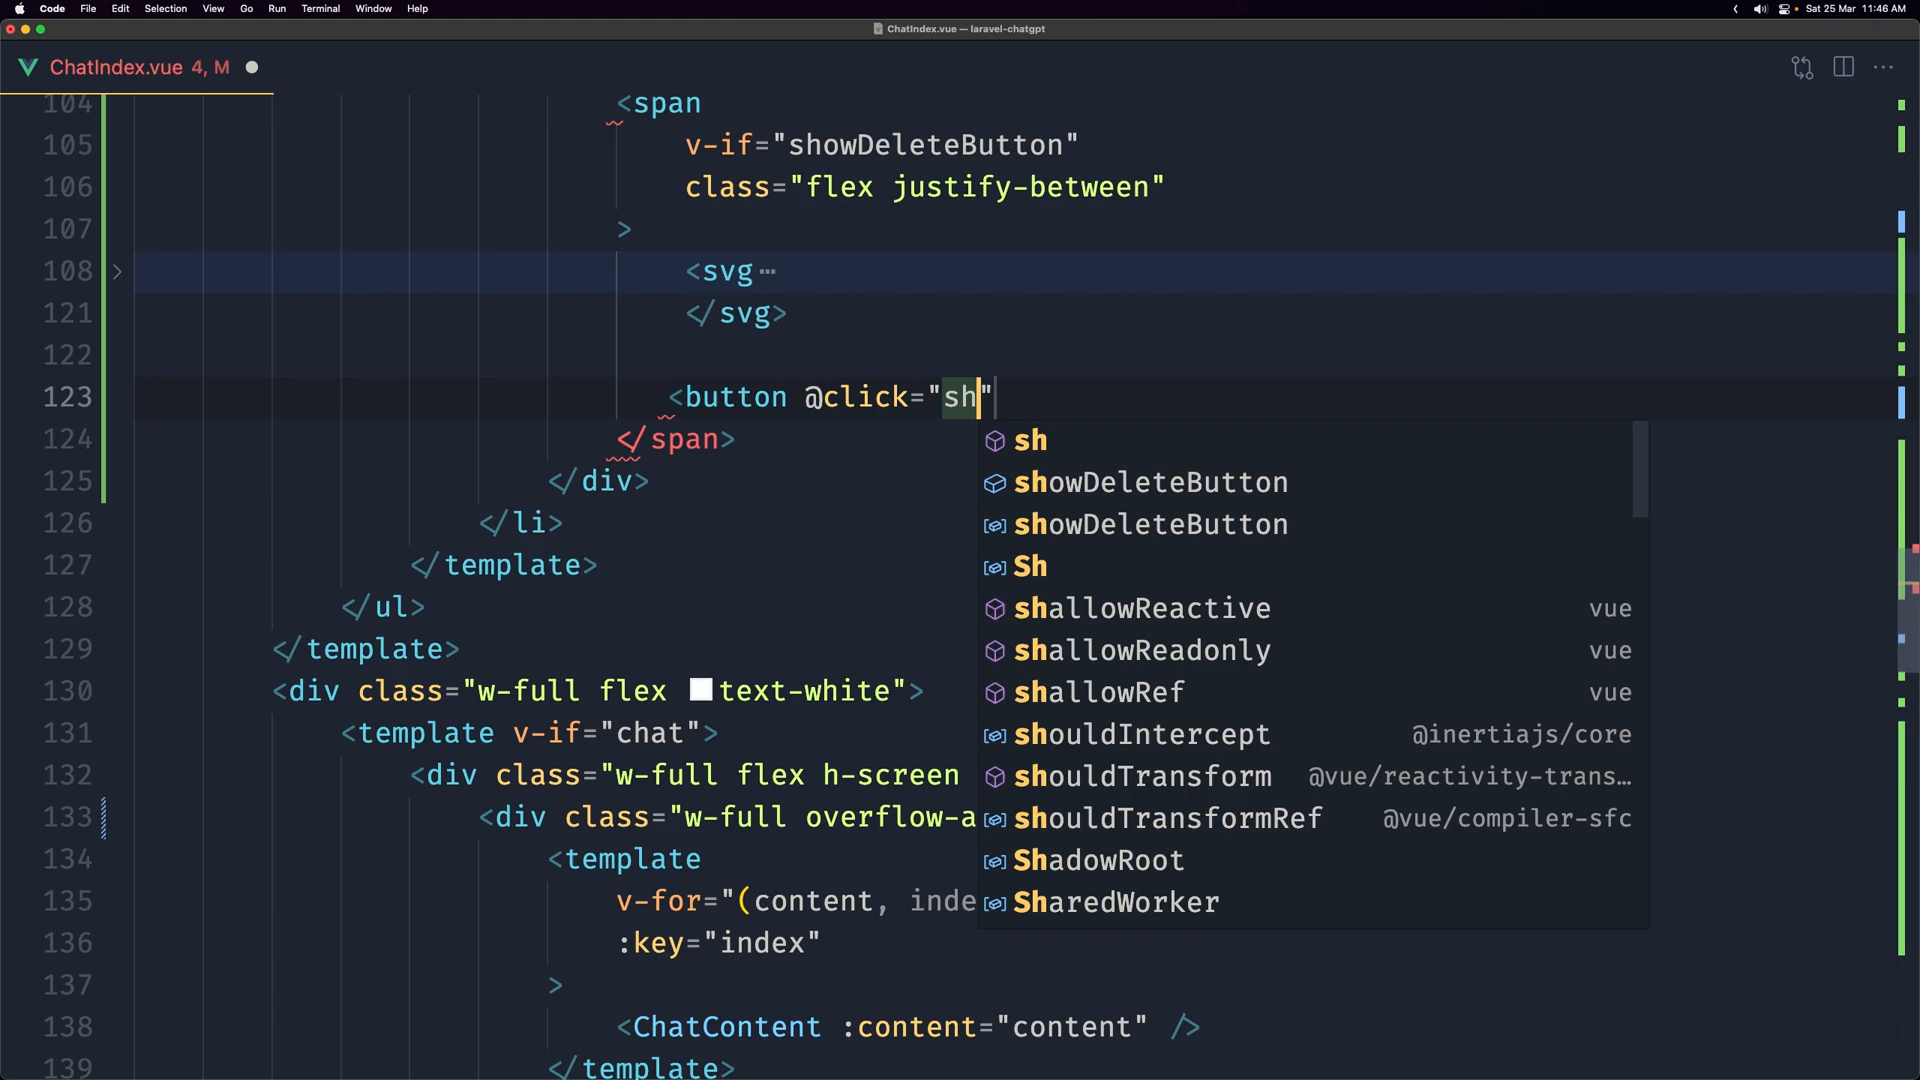 Code File Edit Selection View Go Run Terminal Window Help Sat 25 Mar 11:46 AM
ChatIndex.vue — laravel-chatgpt
ChatIndex.vue 4, M
104 <span
105 v-if="showDeleteButton"
106 class="flex justify-between"
107 >
108 <svg…
121 </svg>
122
123 <button @click="sh"
124 </span>
125 </div>
126 </li>
127 </template>
128 </ul>
129 </template>
130 <div class="w-full flex text-white">
131 <template v-if="chat">
132 <div class="w-full flex h-screen
133 <div class="w-full overflow-a
134 <template
135 v-for="(content, inde
136 :key="index"
137 >
138 <ChatContent :content="content" />
139 </template>
sh
showDeleteButton
showDeleteButton
Sh
shallowReactive vue
shallowReadonly vue
shallowRef vue
shouldIntercept @inertiajs/core
shouldTransform @vue/reactivity-trans…
shouldTransformRef @vue/compiler-sfc
ShadowRoot
SharedWorker